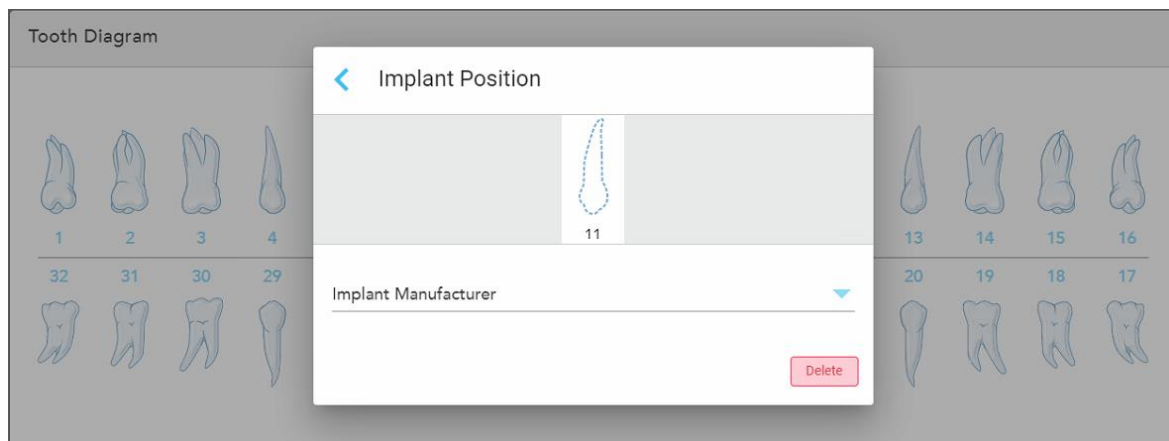 Tooth Diagram
Implant Position
11
1 2 3 4 13 14 15 16
32 31 30 29 20 19 18 17
Implant Manufacturer
Delete